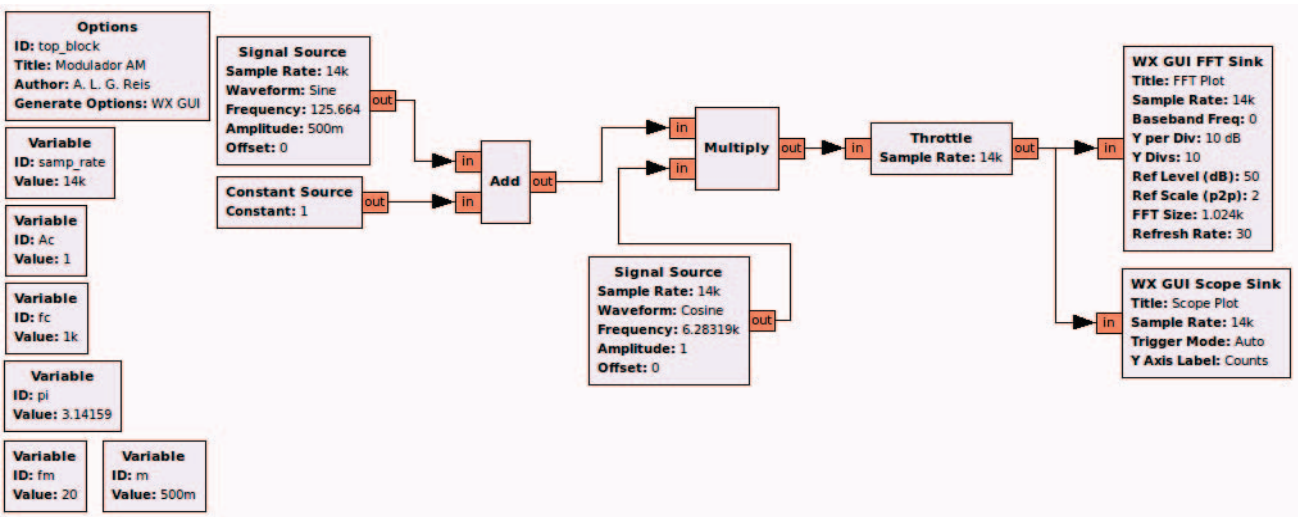 Options
ID: top_block
Title: Modulador AM
Author: A. L. G. Reis
Generate Options: WX GUI
Variable
ID: samp_rate
Value: 14k
Variable
ID: Ac
Value: 1
Variable
ID: fc
Value: 1k
Variable
ID: pi
Value: 3.14159
Variable
ID: fm
Value: 20
Variable
ID: m
Value: 500m
Signal Source
Sample Rate: 14k
Waveform: Sine
Frequency: 125.664
Amplitude: 500m
Offset: 0
out
Constant Source
Constant: 1
out
in
in
Add
out
Signal Source
Sample Rate: 14k
Waveform: Cosine
Frequency: 6.28319k
Amplitude: 1
Offset: 0
out
in
in
Multiply
out
in
Throttle
Sample Rate: 14k
out
in
WX GUI FFT Sink
Title: FFT Plot
Sample Rate: 14k
Baseband Freq: 0
Y per Div: 10 dB
Y Divs: 10
Ref Level (dB): 50
Ref Scale (p2p): 2
FFT Size: 1.024k
Refresh Rate: 30
in
WX GUI Scope Sink
Title: Scope Plot
Sample Rate: 14k
Trigger Mode: Auto
Y Axis Label: Counts